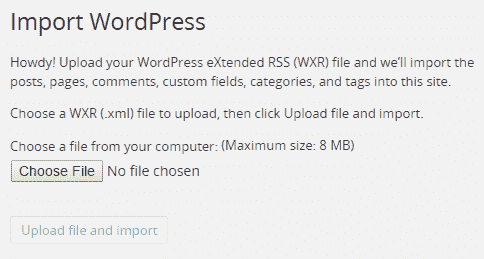 Import WordPress
Howdy! Upload your WordPress eXtended RSS (WXR) file and we'll import the
posts, pages, comments, custom fields, categories, and tags into this site.
Choose a WXR (.xml) file to upload, then click Upload file and import.
Choose a file from your computer: (Maximum size: 8 MB)
Choose File No file chosen
Upload file and import